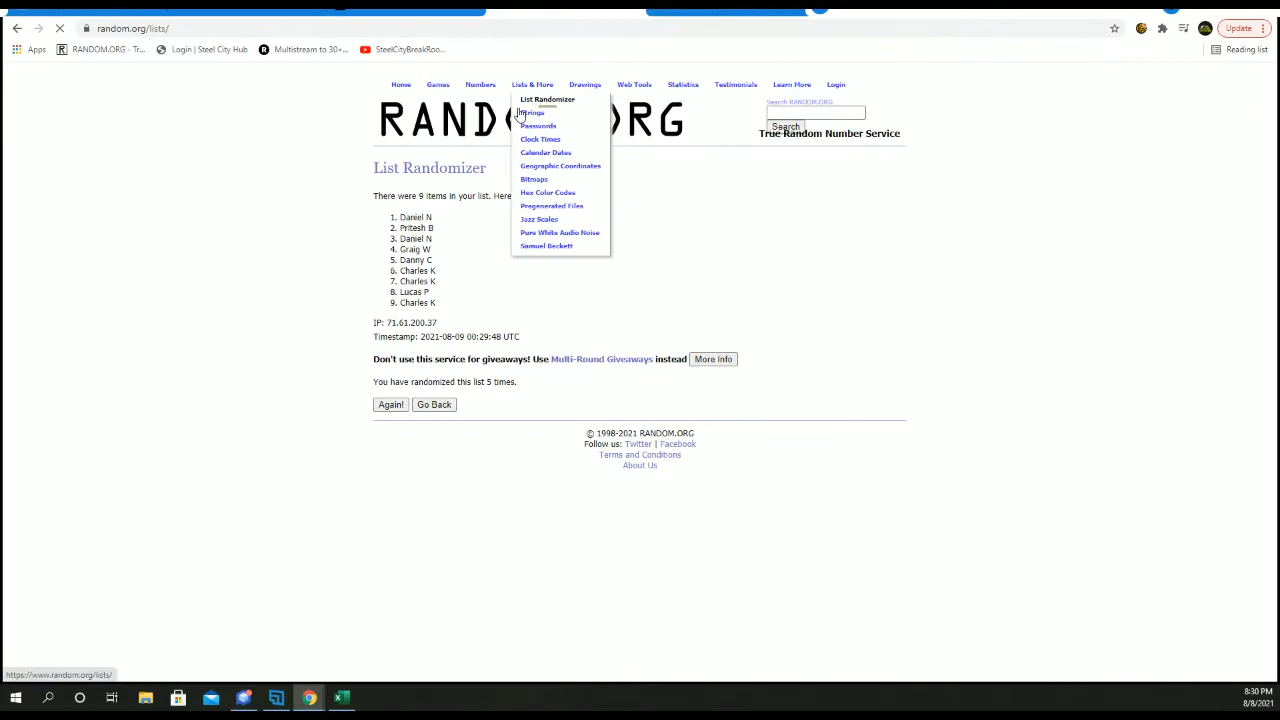 random.org/lists/
Update
Apps
RANDOM.ORG - Tr...
Login | Steel City Hub
Multistream to 30+...
SteelCityBreakRoo...
Reading list
Home Games Numbers Lists & More Drawings Web Tools Statistics Testimonials Learn More Login
List Randomizer
Strings
Passwords
Clock Times
Calendar Dates
Geographic Coordinates
Bitmaps
Hex Color Codes
Pregenerated Files
Jazz Scales
Pure White Audio Noise
Samuel Beckett
Search RANDOM.ORG
Search
True Random Number Service
List Randomizer
There were 9 items in your list. Here
1. Daniel N
2. Pritesh B
3. Daniel N
4. Graig W
5. Danny C
6. Charles K
7. Charles K
8. Lucas P
9. Charles K
IP: 71.61.200.37
Timestamp: 2021-08-09 00:29:48 UTC
Don't use this service for giveaways! Use Multi-Round Giveaways instead More Info
You have randomized this list 5 times.
Again! Go Back
© 1998-2021 RANDOM.ORG
Follow us: Twitter | Facebook
Terms and Conditions
About Us
https://www.random.org/lists/
8:30 PM
8/8/2021